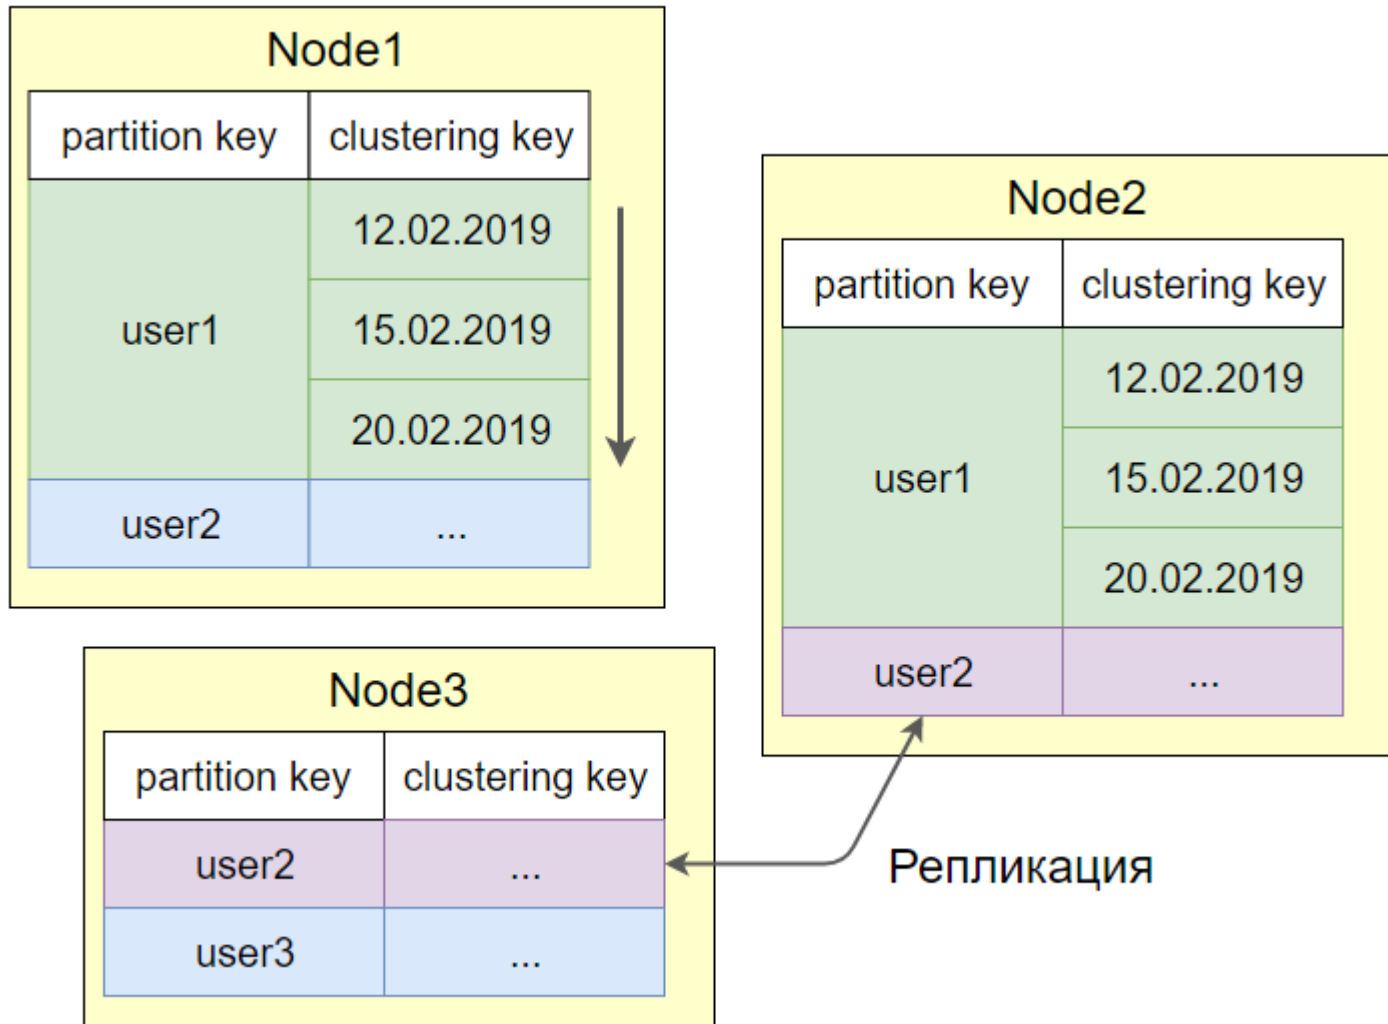 Node1
partition key clustering key
user1
12.02.2019
15.02.2019
20.02.2019
user2 ...
Node2
partition key clustering key
user1
12.02.2019
15.02.2019
20.02.2019
user2 ...
Node3
partition key clustering key
user2 ...
user3 ...
Репликация